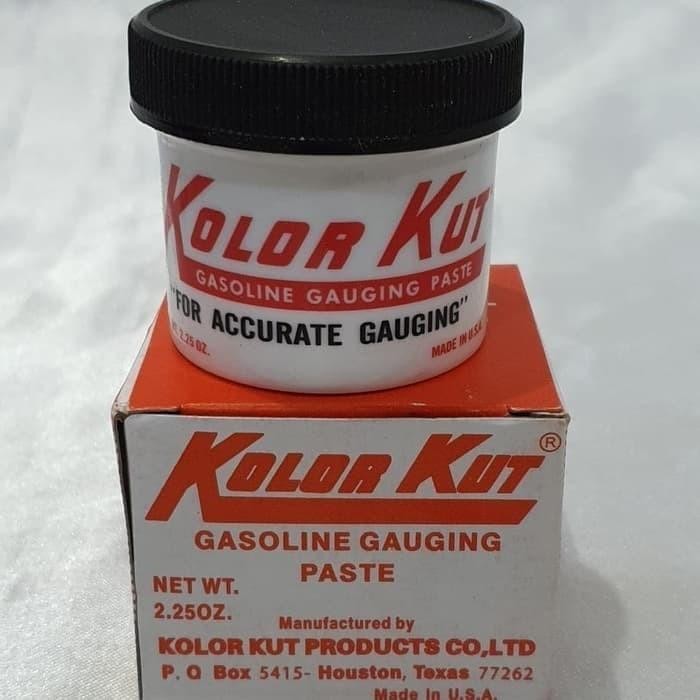 KOLOR KUT
GASOLINE GAUGING PASTE
"FOR ACCURATE GAUGING"
2.25 OZ.
MADE IN U.S.A.
KOLOR KUT ®
GASOLINE GAUGING
PASTE
NET WT.
2.25OZ.
Manufactured by
KOLOR KUT PRODUCTS CO,LTD
P. O Box 5415- Houston, Texas 77262
Made In U.S.A.